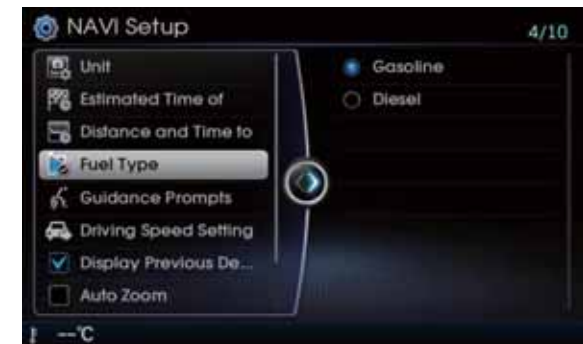 NAVI Setup
4/10
Unit
Estimated Time of
Distance and Time to
Fuel Type
Guidance Prompts
Driving Speed Setting
Display Previous De...
Auto Zoom
Gasoline
Diesel
--°C